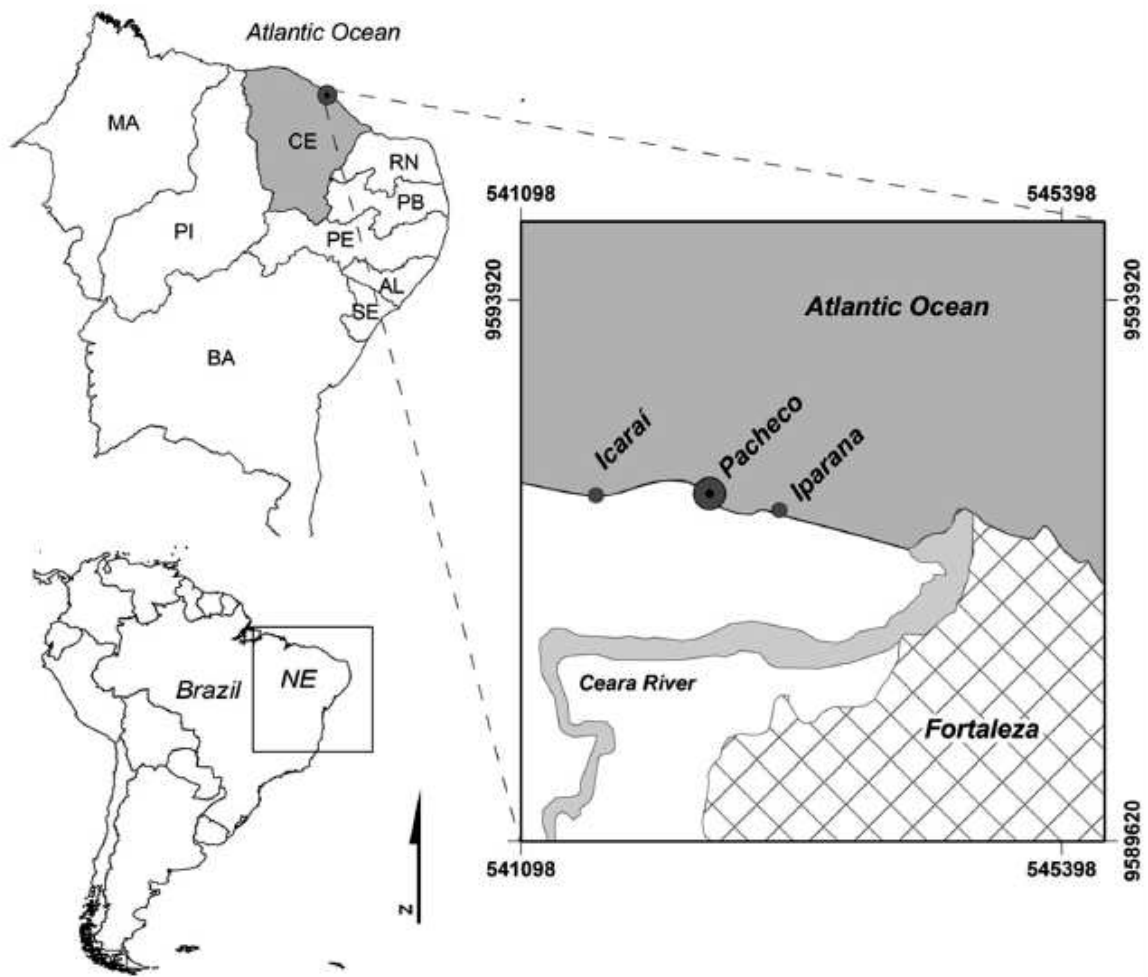 Atlantic Ocean
MA
CE
RN
PB
PI
PE
AL
SE
BA
Brazil
NE
N
541098
545398
9593920
9593920
Atlantic Ocean
Icaraí
Pacheco
Iparana
Ceara River
Fortaleza
9589620
541098
545398